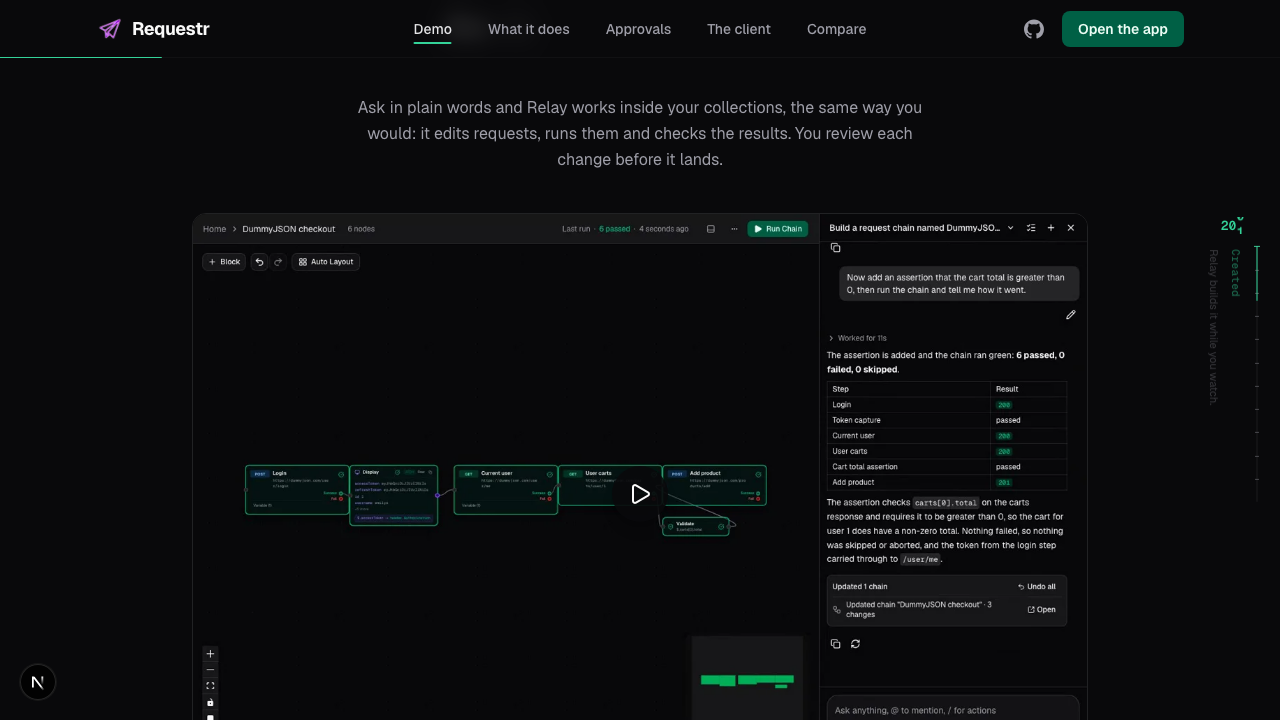 Requestr
Demo
What it does
Approvals
The client
Compare
Open the app
Ask in plain words and Relay works inside your collections, the same way you
would: it edits requests, runs them and checks the results. You review each
change before it lands.
Home > DummyJSON checkout 6 nodes
Last run · 6 passed · 4 seconds ago
Run Chain
+ Block
Auto Layout
Login
POST
Display
Current user
GET
User carts
GET
Add product
POST
Validate
Build a request chain named DummyJSO...
Now add an assertion that the cart total is greater than
0, then run the chain and tell me how it went.
> Worked for 11s
The assertion is added and the chain ran green: 6 passed, 0
failed, 0 skipped.
Step Result
Login 200
Token capture passed
Current user 200
User carts 200
Cart total assertion passed
Add product 201
The assertion checks carts[0].total on the carts
response and requires it to be greater than 0, so the cart for
user 1 does have a non-zero total. Nothing failed, so nothing
was skipped or aborted, and the token from the login step
carried through to /user/me.
Updated 1 chain
Undo all
Updated chain "DummyJSON checkout" · 3
changes
Open
Ask anything, @ to mention, / for actions
20
Created
Relay builds it while you watch.
N